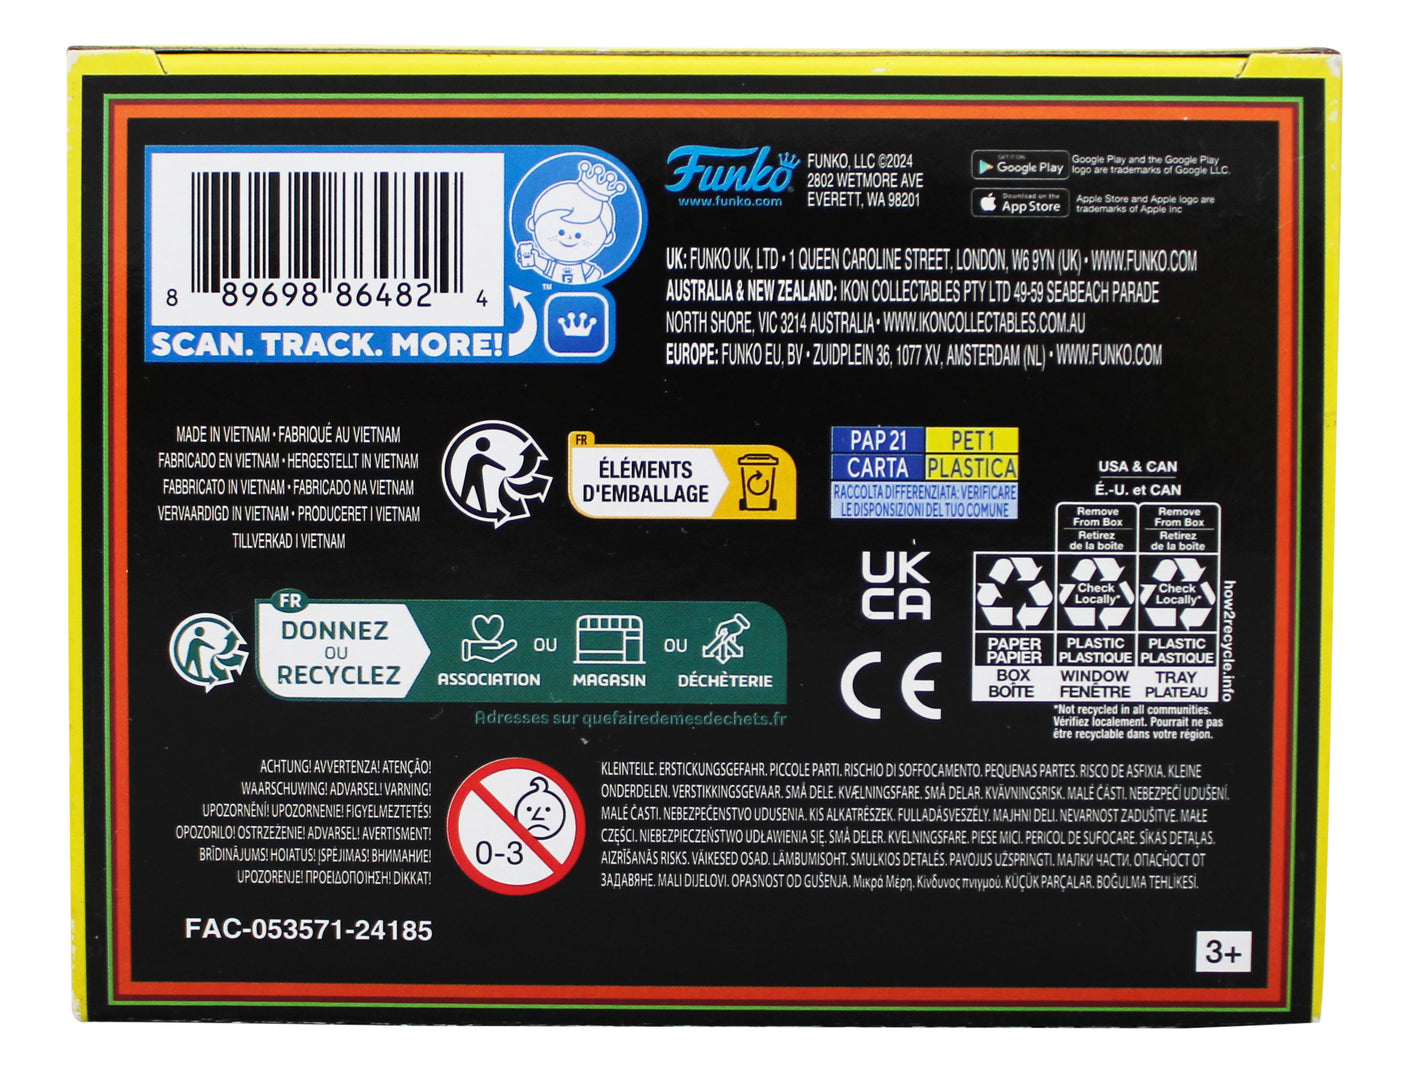 8 89698 86482 4
SCAN. TRACK. MORE!
TM
Funko
www.funko.com
FUNKO, LLC ©2024
2802 WETMORE AVE
EVERETT, WA 98201
GET IT ON
Google Play
Google Play and the Google Play
logo are trademarks of Google LLC.
Download on the
App Store
Apple Store and Apple logo are
trademarks of Apple Inc
UK: FUNKO UK, LTD • 1 QUEEN CAROLINE STREET, LONDON, W6 9YN (UK) • WWW.FUNKO.COM
AUSTRALIA & NEW ZEALAND: IKON COLLECTABLES PTY LTD 49-59 SEABEACH PARADE
NORTH SHORE, VIC 3214 AUSTRALIA • WWW.IKONCOLLECTABLES.COM.AU
EUROPE: FUNKO EU, BV • ZUIDPLEIN 36, 1077 XV, AMSTERDAM (NL) • WWW.FUNKO.COM
MADE IN VIETNAM • FABRIQUÉ AU VIETNAM
FABRICADO EN VIETNAM • HERGESTELLT IN VIETNAM
FABBRICATO IN VIETNAM • FABRICADO NA VIETNAM
VERVAARDIGD IN VIETNAM • PRODUCERET I VIETNAM
TILLVERKAD I VIETNAM
FR
ÉLÉMENTS
D'EMBALLAGE
PAP 21
PET 1
CARTA
PLASTICA
RACCOLTA DIFFERENZIATA: VERIFICARE
LE DISPONSIZIONI DEL TUO COMUNE
USA & CAN
É.-U. et CAN
Remove
From Box
Retirez
de la boîte
Remove
From Box
Retirez
de la boîte
Check
Locally*
Check
Locally*
PAPER
PAPIER
PLASTIC
PLASTIQUE
PLASTIC
PLASTIQUE
BOX
BOÎTE
WINDOW
FENÊTRE
TRAY
PLATEAU
how2recycle.info
*Not recycled in all communities.
Vérifiez localement. Pourrait ne pas
être recyclable dans votre région.
UK
CA
CE
FR
DONNEZ
OU
RECYCLEZ
ASSOCIATION
OU
MAGASIN
OU
DÉCHÈTERIE
Adresses sur quefairedemesdechets.fr
ACHTUNG! AVVERTENZA! ATENÇÃO!
WAARSCHUWING! ADVARSEL! VARNING!
UPOZORNĚNÍ! UPOZORNENIE! FIGYELMEZTETÉS!
OPOZORILO! OSTRZEŻENIE! ADVARSEL! AVERTISMENT!
BRĪDINĀJUMS! HOIATUS! ĮSPĖJIMAS! ВНИМАНИЕ!
UPOZORENJE! ΠΡΟΕΙΔΟΠΟΊΗΣΗ! DİKKAT!
0-3
KLEINTEILE. ERSTICKUNGSGEFAHR. PICCOLE PARTI. RISCHIO DI SOFFOCAMENTO. PEQUENAS PARTES. RISCO DE ASFIXIA. KLEINE
ONDERDELEN. VERSTIKKINGSGEVAAR. SMÅ DELE. KVÆLNINGSFARE. SMÅ DELAR. KVÄVNINGSRISK. MALÉ ČÁSTI. NEBEZPEČÍ UDUŠENÍ.
MALÉ ČASTI. NEBEZPEČENSTVO UDUSENIA. KIS ALKATRÉSZEK. FULLADÁSVESZÉLY. MAJHNI DELI. NEVARNOST ZADUŠITVE. MAŁE
CZĘŚCI. NIEBEZPIECZEŃSTWO UDŁAWIENIA SIĘ. SMÅ DELER. KVELNINGSFARE. PIESE MICI. PERICOL DE SUFOCARE. SĪKAS DETAĻAS.
AIZRĪŠANĀS RISKS. VÄIKESED OSAD. LÄMBUMISOHT. SMULKIOS DETALĖS. PAVOJUS UŽSPRINGTI. МАЛКИ ЧАСТИ. ОПАСНОСТ ОТ
ЗАДАВЯНЕ. MALI DIJELOVI. OPASNOST OD GUŠENJA. Μικρά Μέρη. Κίνδυνος πνιγμού. KÜÇÜK PARÇALAR. BOĞULMA TEHLİKESİ.
FAC-053571-24185
3+